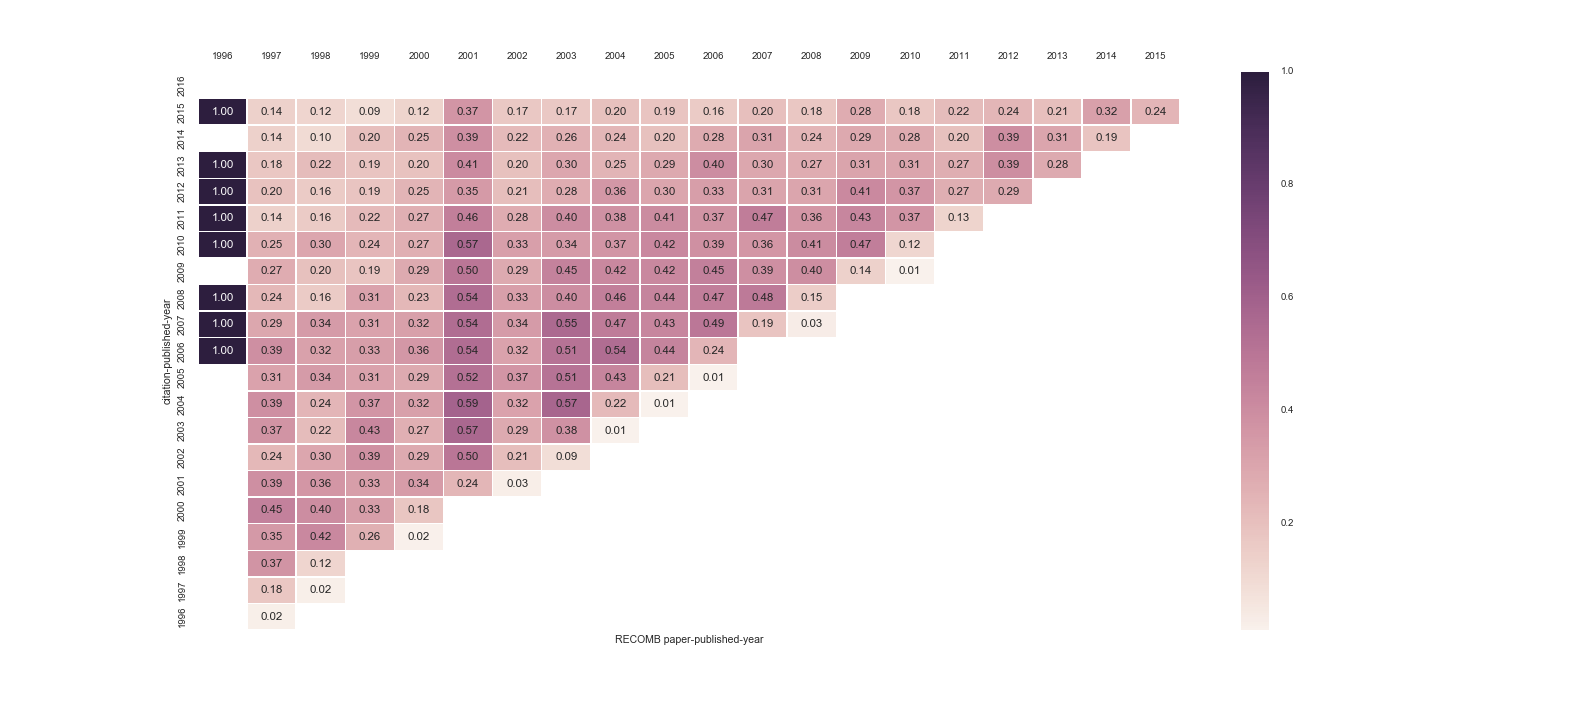 1996 1997 1998 1999 2000 2001 2002 2003 2004 2005 2006 2007 2008 2009 2010 2011 2012 2013 2014 2015
2016
2015 1.00 0.14 0.12 0.09 0.12 0.37 0.17 0.17 0.20 0.19 0.16 0.20 0.18 0.28 0.18 0.22 0.24 0.21 0.32 0.24
2014 0.14 0.10 0.20 0.25 0.39 0.22 0.26 0.24 0.20 0.28 0.31 0.24 0.29 0.28 0.20 0.39 0.31 0.19
2013 1.00 0.18 0.22 0.19 0.20 0.41 0.20 0.30 0.25 0.29 0.40 0.30 0.27 0.31 0.31 0.27 0.39 0.28
2012 1.00 0.20 0.16 0.19 0.25 0.35 0.21 0.28 0.36 0.30 0.33 0.31 0.31 0.41 0.37 0.27 0.29
2011 1.00 0.14 0.16 0.22 0.27 0.46 0.28 0.40 0.38 0.41 0.37 0.47 0.36 0.43 0.37 0.13
2010 1.00 0.25 0.30 0.24 0.27 0.57 0.33 0.34 0.37 0.42 0.39 0.36 0.41 0.47 0.12
2009 0.27 0.20 0.19 0.29 0.50 0.29 0.45 0.42 0.42 0.45 0.39 0.40 0.14 0.01
2008 1.00 0.24 0.16 0.31 0.23 0.54 0.33 0.40 0.46 0.44 0.47 0.48 0.15
2007 1.00 0.29 0.34 0.31 0.32 0.54 0.34 0.55 0.47 0.43 0.49 0.19 0.03
2006 1.00 0.39 0.32 0.33 0.36 0.54 0.32 0.51 0.54 0.44 0.24
2005 0.31 0.34 0.31 0.29 0.52 0.37 0.51 0.43 0.21 0.01
2004 0.39 0.24 0.37 0.32 0.59 0.32 0.57 0.22 0.01
2003 0.37 0.22 0.43 0.27 0.57 0.29 0.38 0.01
2002 0.24 0.30 0.39 0.29 0.50 0.21 0.09
2001 0.39 0.36 0.33 0.34 0.24 0.03
2000 0.45 0.40 0.33 0.18
1999 0.35 0.42 0.26 0.02
1998 0.37 0.12
1997 0.18 0.02
1996 0.02
citation-published-year
RECOMB paper-published-year
1.0
0.8
0.6
0.4
0.2